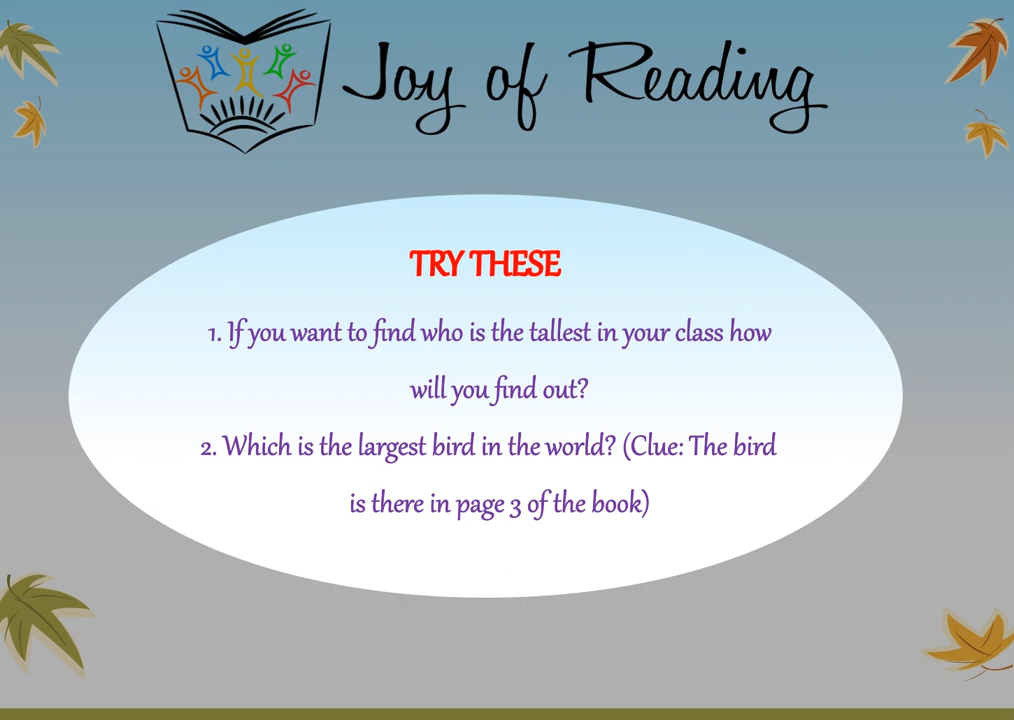 Joy of Reading
TRY THESE
1. If you want to find who is the tallest in your class how
will you find out?
2. Which is the largest bird in the world? (Clue: The bird
is there in page 3 of the book)